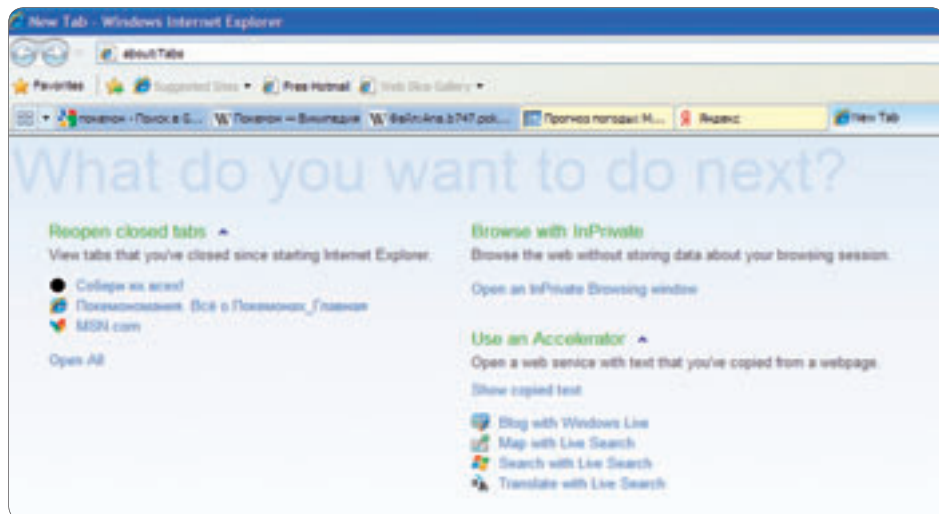 New Tab - Windows Internet Explorer
about:Tabs
Favorites Suggested Sites Free Hotmail Web Slice Gallery
покемон - Поиск в G... Покемон — Википедия Файл:Ana.b747.pok... Прогноз погоды: М... Яндекс New Tab
What do you want to do next?
Reopen closed tabs
View tabs that you've closed since starting Internet Explorer.
Собери их всех!
Покемономания. Всё о Покемонах_Главная
MSN.com
Open All
Browse with InPrivate
Browse the web without storing data about your browsing session.
Open an InPrivate Browsing window
Use an Accelerator
Open a web service with text that you've copied from a webpage.
Show copied text
Blog with Windows Live
Map with Live Search
Search with Live Search
Translate with Live Search